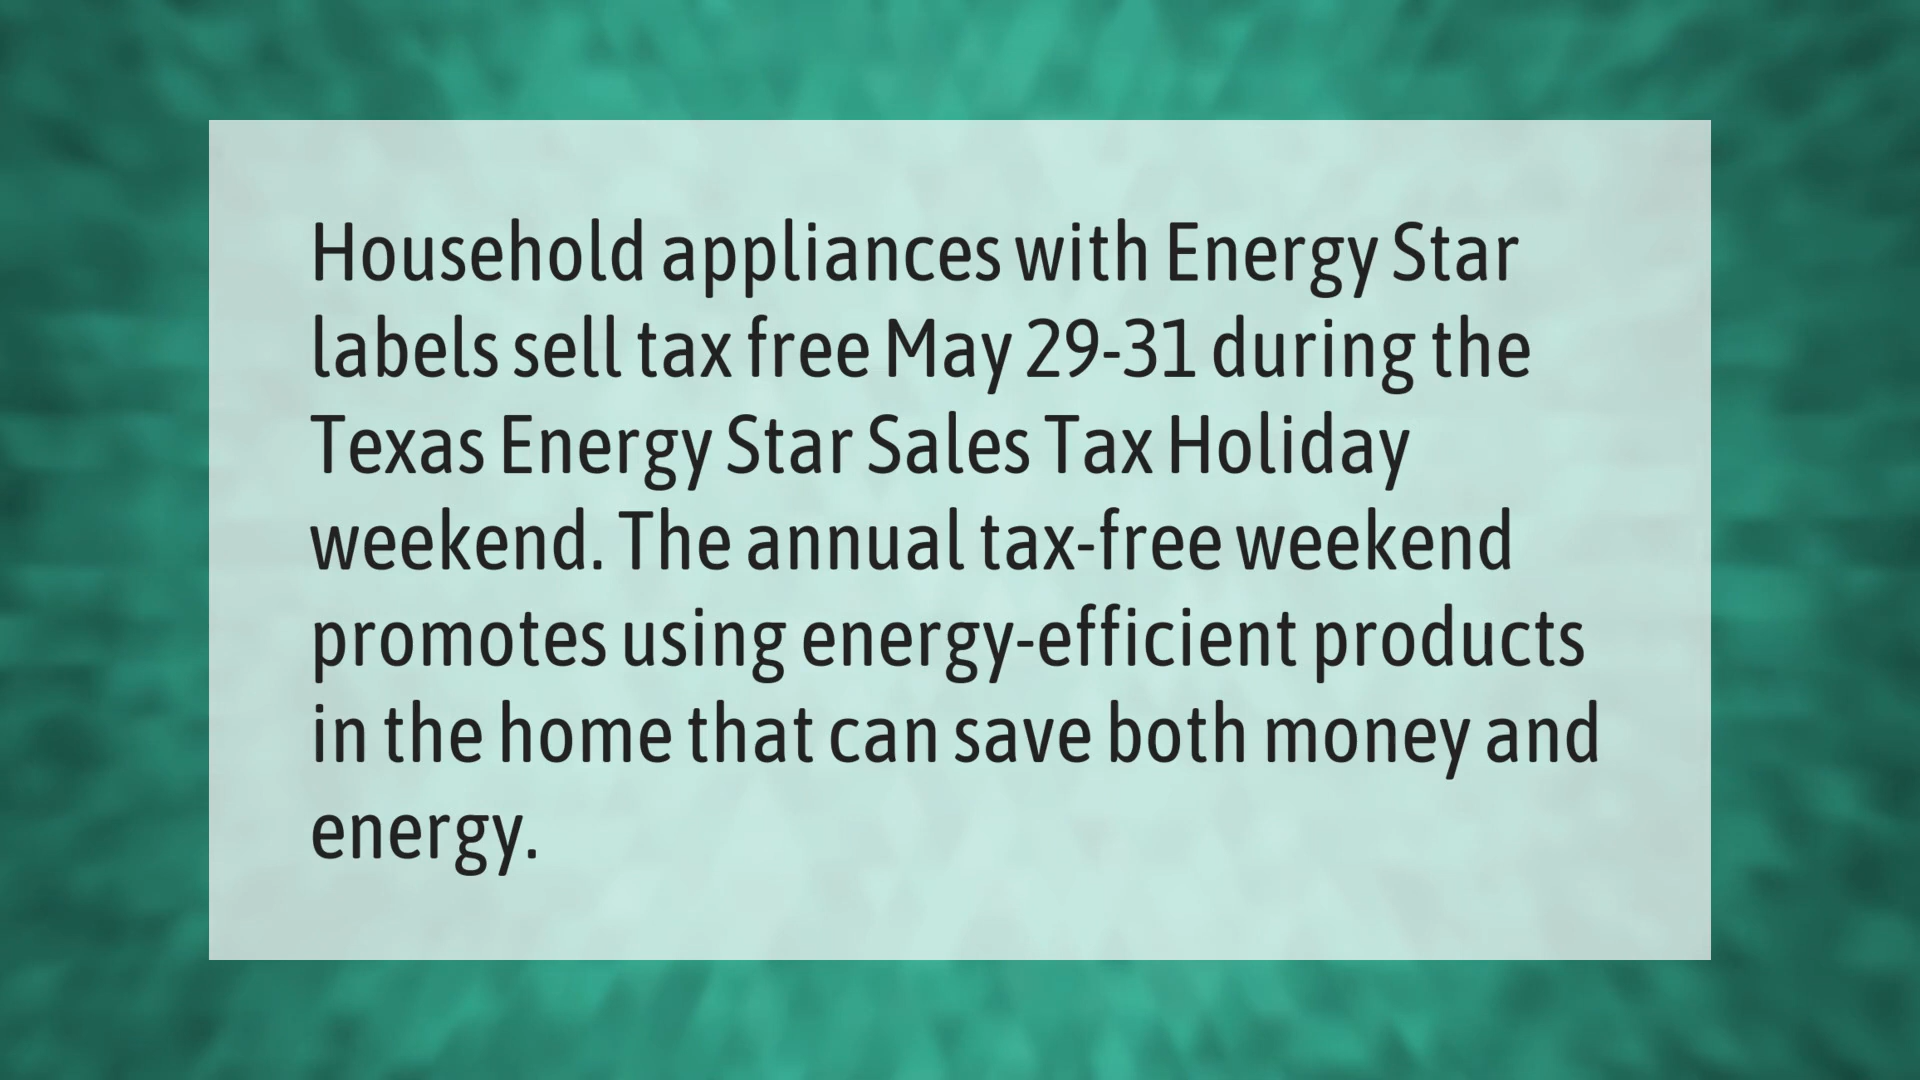 Household appliances with Energy Star
labels sell tax free May 29-31 during the
Texas Energy Star Sales Tax Holiday
weekend. The annual tax-free weekend
promotes using energy-efficient products
in the home that can save both money and
energy.